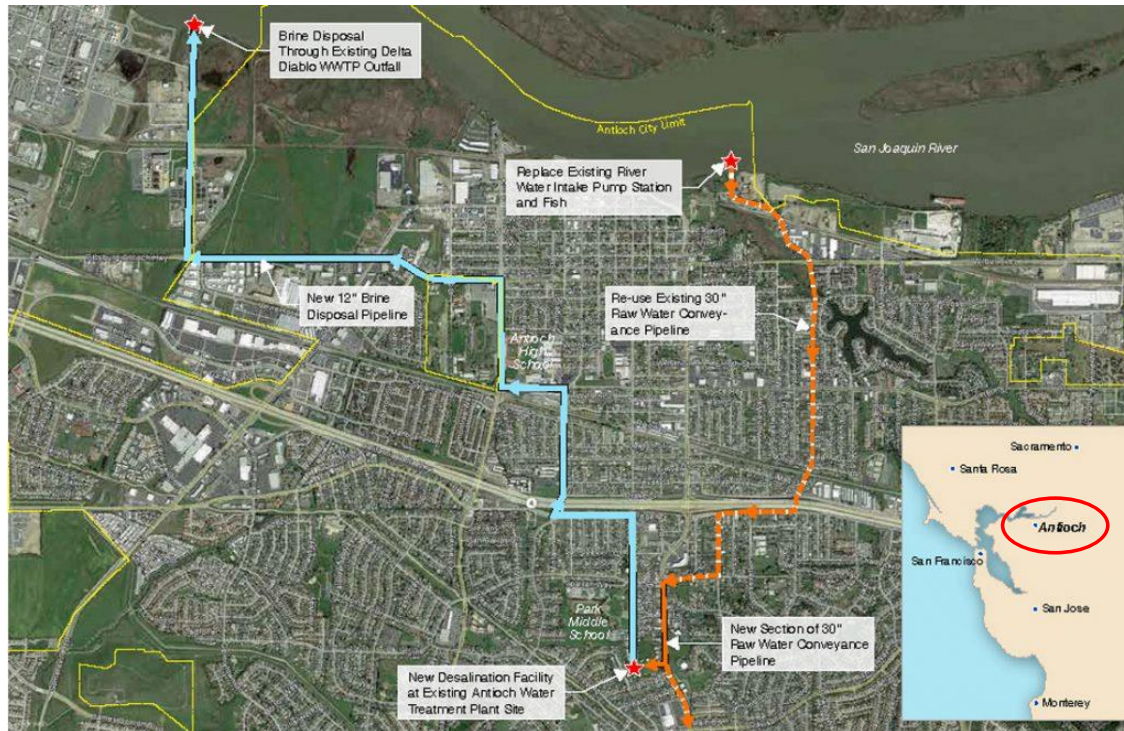 Brine Disposal
Through Existing Delta
Diablo WWTP Outfall
Antioch City Limit
San Joaquin River
Replace Existing River
Water Intake Pump Station
and Fish
New 12" Brine
Disposal Pipeline
Re-use Existing 30"
Raw Water Convey-
ance Pipeline
Antioch
High
School
4
Park
Middle
School
New Section of 30"
Raw Water Conveyance
Pipeline
New Desalination Facility
at Existing Antioch Water
Treatment Plant Site
Sacramento
Santa Rosa
Antioch
San Francisco
San Jose
Monterey